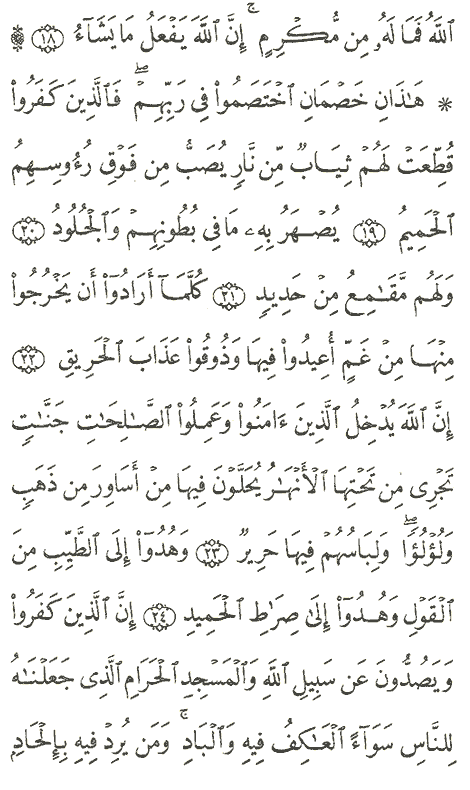 ٱللَّهُ فَمَا لَهُۥ مِن مُّكۡرِمٍۚ إِنَّ ٱللَّهَ يَفۡعَلُ مَا يَشَآءُ ١٨ ۩
* هَٰذَانِ خَصۡمَانِ ٱخۡتَصَمُواْ فِي رَبِّهِمۡۖ فَٱلَّذِينَ كَفَرُواْ
قُطِّعَتۡ لَهُمۡ ثِيَابٞ مِّن نَّارٖ يُصَبُّ مِن فَوۡقِ رُءُوسِهِمُ
ٱلۡحَمِيمُ ١٩ يُصۡهَرُ بِهِۦ مَا فِي بُطُونِهِمۡ وَٱلۡجُلُودُ ٢٠
وَلَهُم مَّقَٰمِعُ مِنۡ حَدِيدٖ ٢١ كُلَّمَآ أَرَادُوٓاْ أَن يَخۡرُجُواْ
مِنۡهَا مِنۡ غَمٍّ أُعِيدُواْ فِيهَا وَذُوقُواْ عَذَابَ ٱلۡحَرِيقِ ٢٢
إِنَّ ٱللَّهَ يُدۡخِلُ ٱلَّذِينَ ءَامَنُواْ وَعَمِلُواْ ٱلصَّٰلِحَٰتِ جَنَّٰتٖ
تَجۡرِي مِن تَحۡتِهَا ٱلۡأَنۡهَٰرُ يُحَلَّوۡنَ فِيهَا مِنۡ أَسَاوِرَ مِن ذَهَبٖ
وَلُؤۡلُؤٗاۖ وَلِبَاسُهُمۡ فِيهَا حَرِيرٞ ٢٣ وَهُدُوٓاْ إِلَى ٱلطَّيِّبِ مِنَ
ٱلۡقَوۡلِ وَهُدُوٓاْ إِلَىٰ صِرَٰطِ ٱلۡحَمِيدِ ٢٤ إِنَّ ٱلَّذِينَ كَفَرُواْ
وَيَصُدُّونَ عَن سَبِيلِ ٱللَّهِ وَٱلۡمَسۡجِدِ ٱلۡحَرَامِ ٱلَّذِي جَعَلۡنَٰهُ
لِلنَّاسِ سَوَآءً ٱلۡعَٰكِفُ فِيهِ وَٱلۡبَادِۚ وَمَن يُرِدۡ فِيهِ بِإِلۡحَادِۭ